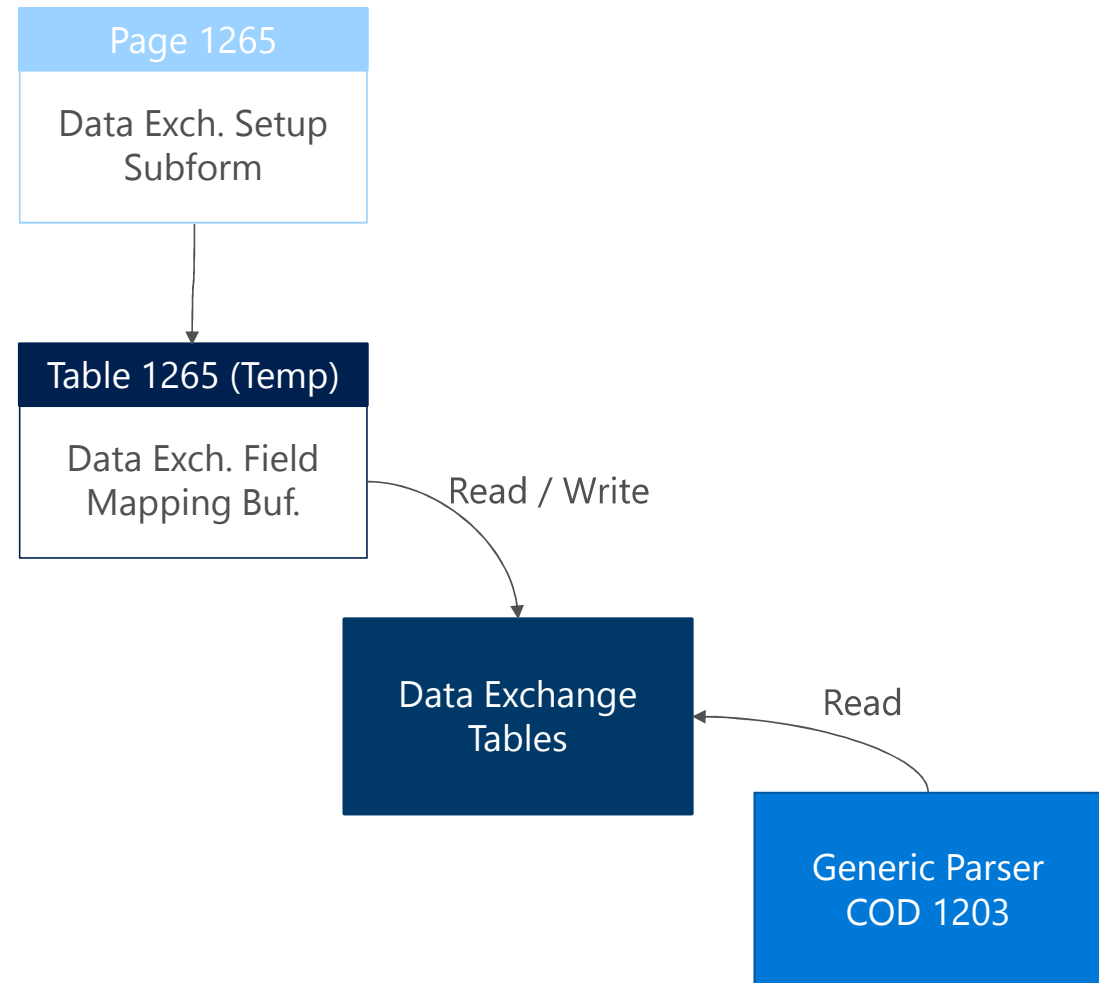 Page 1265
Data Exch. Setup
Subform
Table 1265 (Temp)
Data Exch. Field
Mapping Buf.
Read / Write
Data Exchange
Tables
Read
Generic Parser
COD 1203